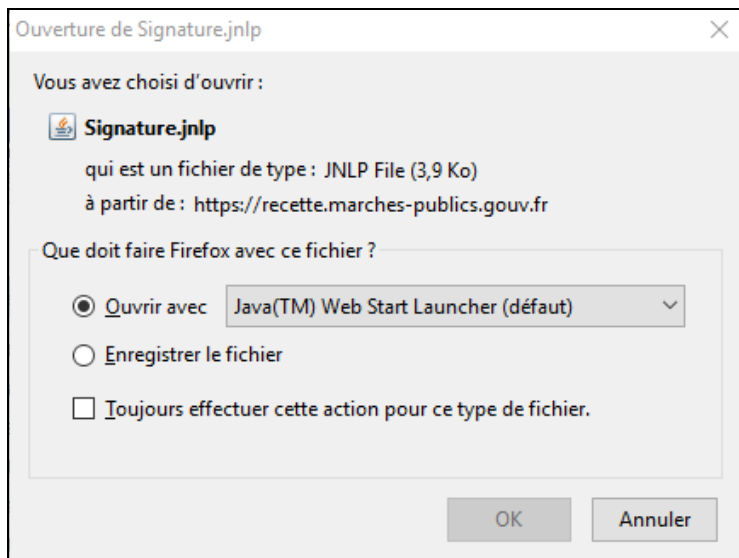 Ouverture de Signature.jnlp
Vous avez choisi d'ouvrir :
Signature.jnlp
qui est un fichier de type : JNLP File (3,9 Ko)
à partir de : https://recette.marches-publics.gouv.fr
Que doit faire Firefox avec ce fichier ?
Ouvrir avec Java(TM) Web Start Launcher (défaut)
Enregistrer le fichier
Toujours effectuer cette action pour ce type de fichier.
OK Annuler